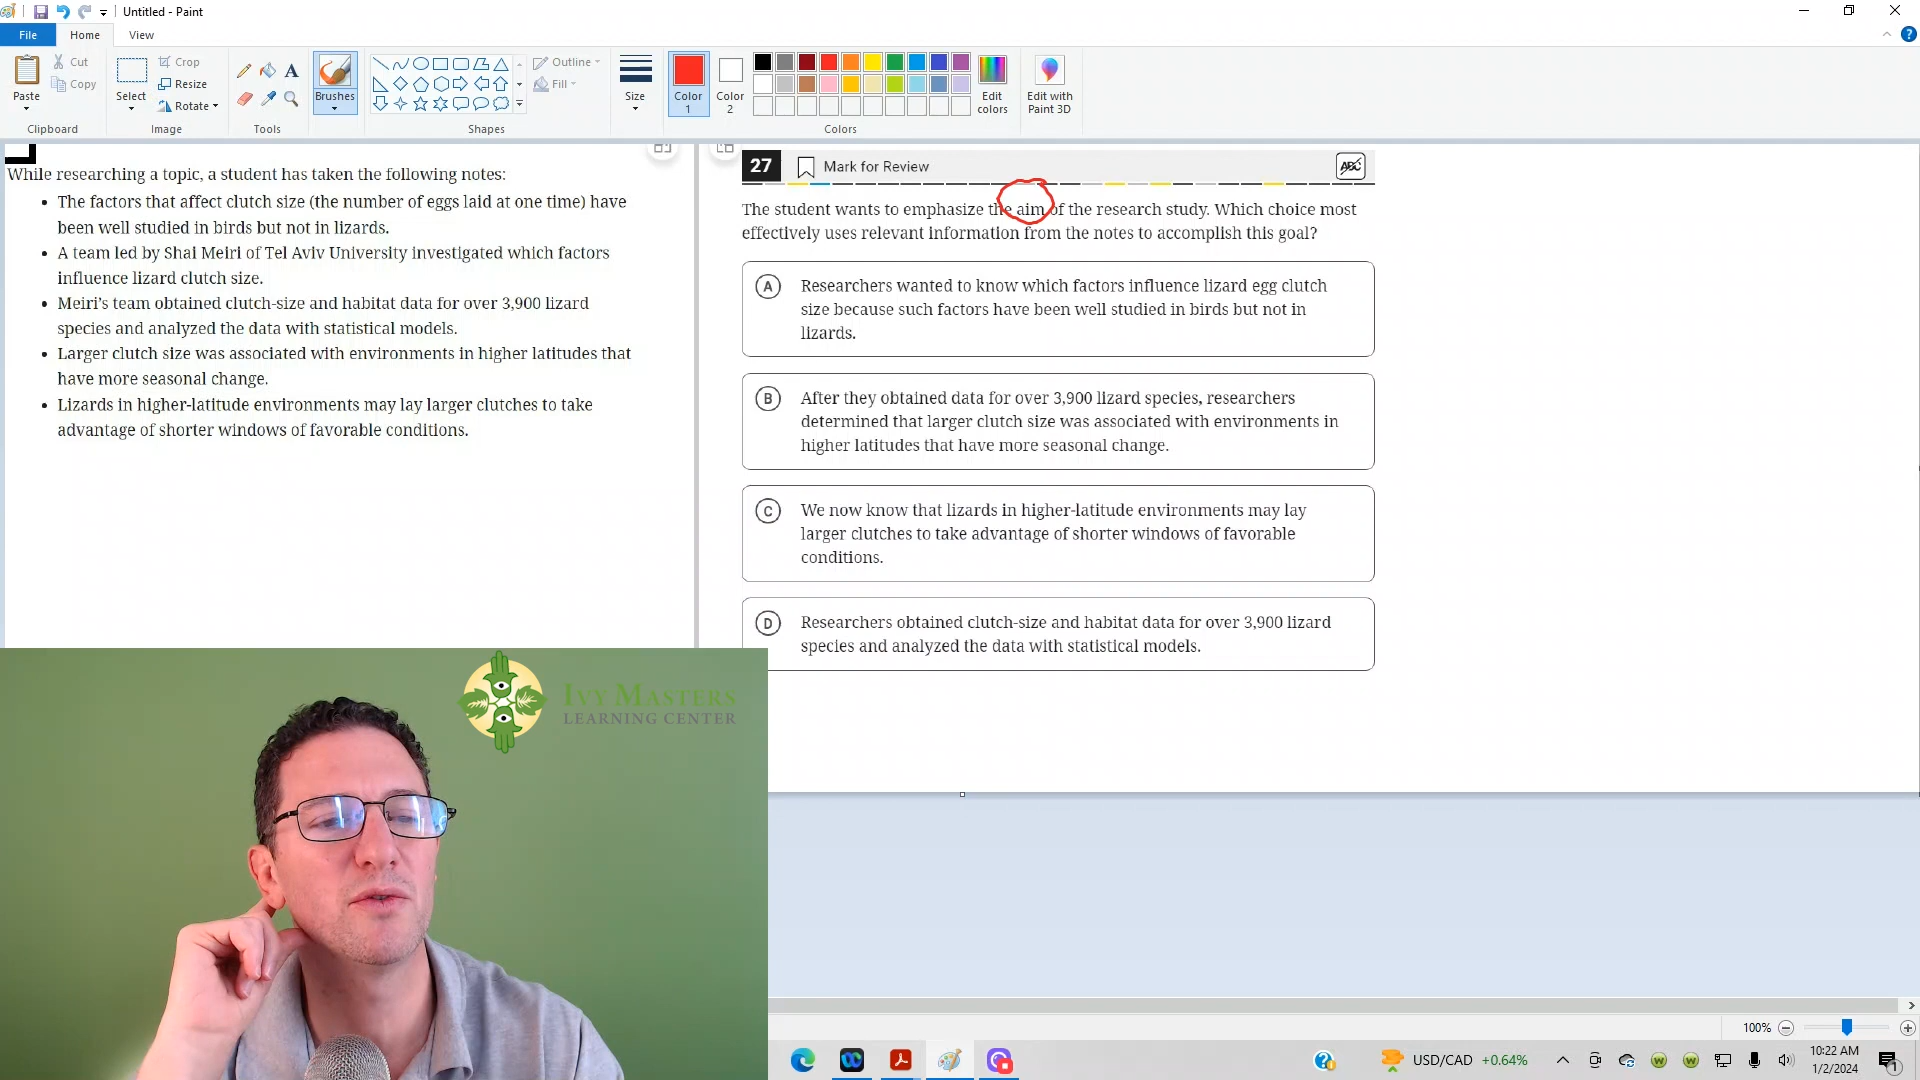 Untitled - Paint
File
Home
View
Paste
Cut
Copy
Clipboard
Select
Crop
Resize
Rotate
Image
Tools
Brushes
Shapes
Outline
Fill
Size
Color 1
Color 2
Colors
Edit colors
Edit with Paint 3D
While researching a topic, a student has taken the following notes:
• The factors that affect clutch size (the number of eggs laid at one time) have
been well studied in birds but not in lizards.
• A team led by Shai Meiri of Tel Aviv University investigated which factors
influence lizard clutch size.
• Meiri’s team obtained clutch-size and habitat data for over 3,900 lizard
species and analyzed the data with statistical models.
• Larger clutch size was associated with environments in higher latitudes that
have more seasonal change.
• Lizards in higher-latitude environments may lay larger clutches to take
advantage of shorter windows of favorable conditions.
27 Mark for Review ABC
The student wants to emphasize the aim of the research study. Which choice most
effectively uses relevant information from the notes to accomplish this goal?
A Researchers wanted to know which factors influence lizard egg clutch
size because such factors have been well studied in birds but not in
lizards.
B After they obtained data for over 3,900 lizard species, researchers
determined that larger clutch size was associated with environments in
higher latitudes that have more seasonal change.
C We now know that lizards in higher-latitude environments may lay
larger clutches to take advantage of shorter windows of favorable
conditions.
D Researchers obtained clutch-size and habitat data for over 3,900 lizard
species and analyzed the data with statistical models.
IVY MASTERS
LEARNING CENTER
100%
USD/CAD +0.64%
10:22 AM
1/2/2024